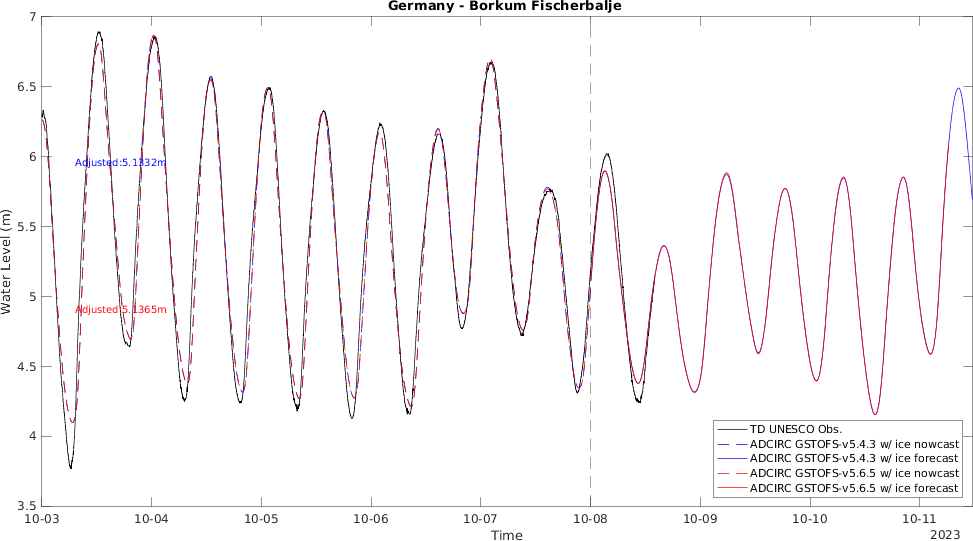 Germany - Borkum Fischerbalje
7
6.5
6
5.5
5
4.5
4
3.5
Water Level (m)
Adjusted:5.1332m
Adjusted:5.1365m
TD UNESCO Obs.
ADCIRC GSTOFS-v5.4.3 w/ ice nowcast
ADCIRC GSTOFS-v5.4.3 w/ ice forecast
ADCIRC GSTOFS-v5.6.5 w/ ice nowcast
ADCIRC GSTOFS-v5.6.5 w/ ice forecast
10-03 10-04 10-05 10-06 10-07 10-08 10-09 10-10 10-11
Time
2023